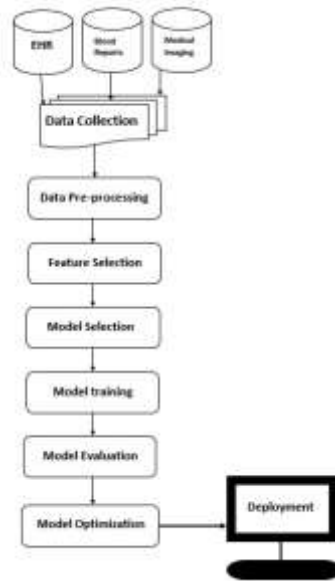 EHR
Blood
Reports
Medical
Imaging
Data Collection
Data Pre-processing
Feature Selection
Model Selection
Model training
Model Evaluation
Model Optimization
Deployment